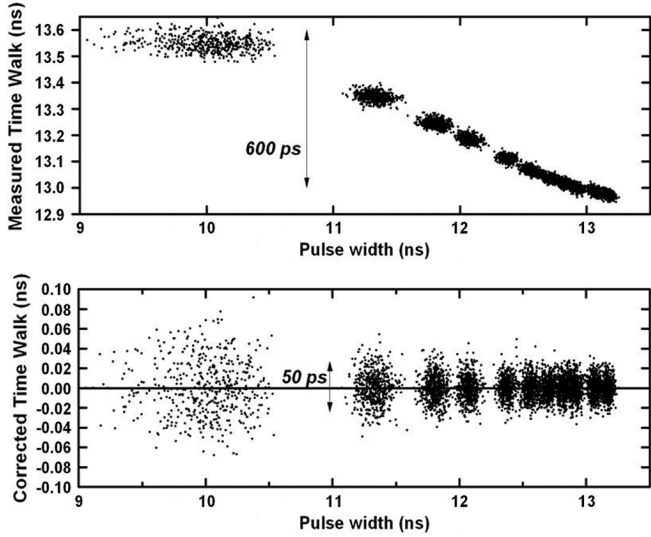 Measured Time Walk (ns)
13.6
13.5
13.4
13.3
13.2
13.1
13.0
12.9
600 ps
9 10 11 12 13
Pulse width (ns)
Corrected Time Walk (ns)
0.10
0.08
0.06
0.04
0.02
0.00
-0.02
-0.04
-0.06
-0.08
-0.10
50 ps
9 10 11 12 13
Pulse width (ns)